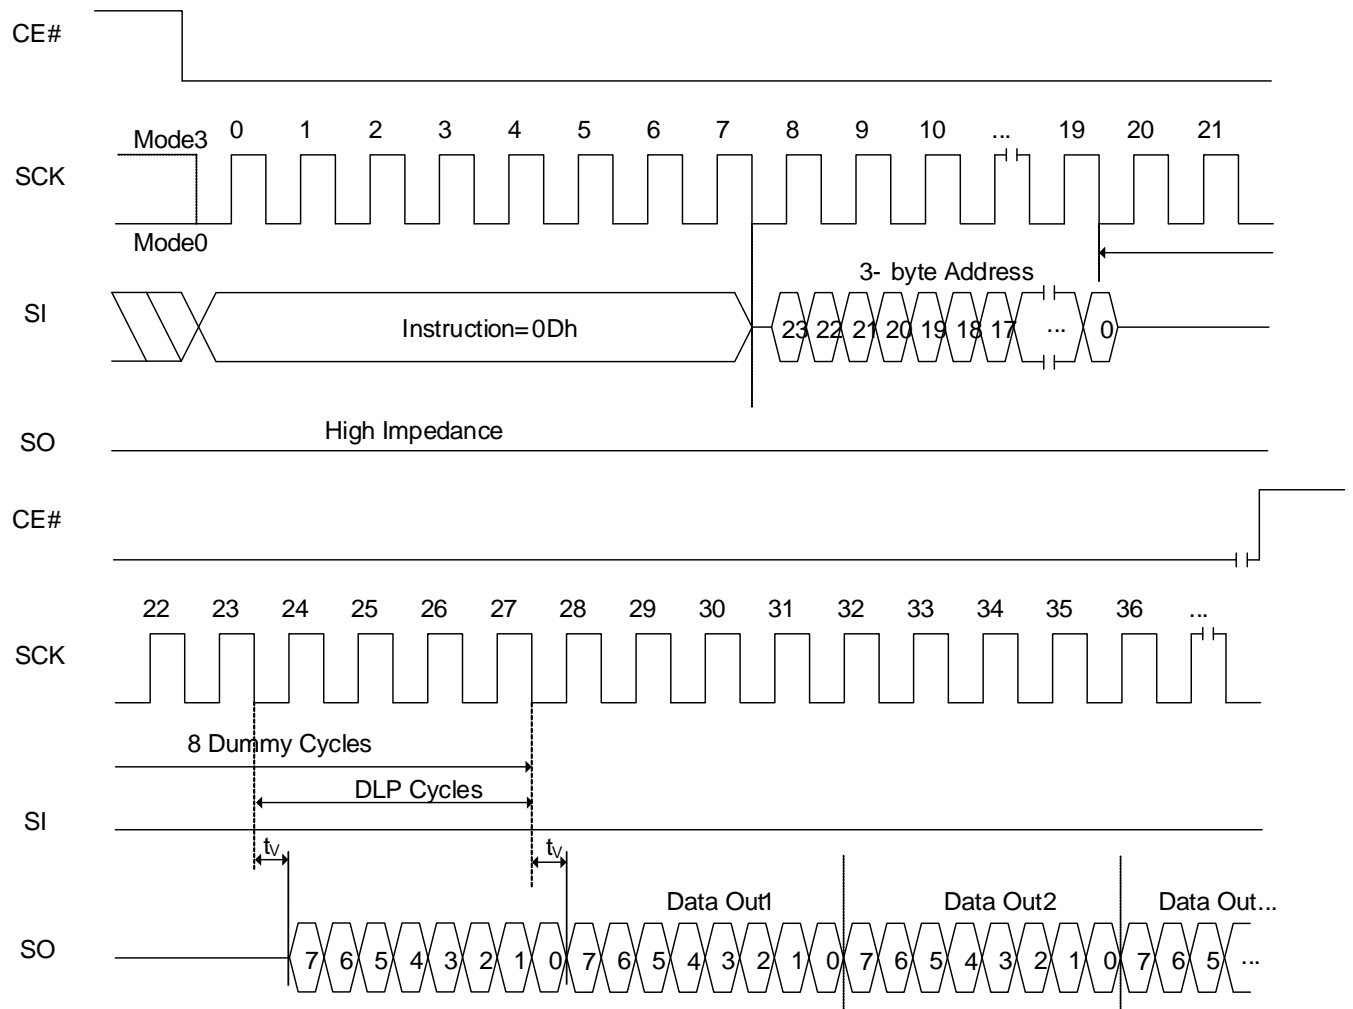 CE#
Mode3
0 1 2 3 4 5 6 7 8 9 10 ... 19 20 21
SCK
Mode0
3- byte Address
SI
Instruction=0Dh
23 22 21 20 19 18 17 ... 0
High Impedance
SO
CE#
22 23 24 25 26 27 28 29 30 31 32 33 34 35 36 ...
SCK
8 Dummy Cycles
DLP Cycles
SI
tV tV
Data Out1 Data Out2 Data Out...
SO
7 6 5 4 3 2 1 0 7 6 5 4 3 2 1 0 7 6 5 4 3 2 1 0 7 6 5 ...